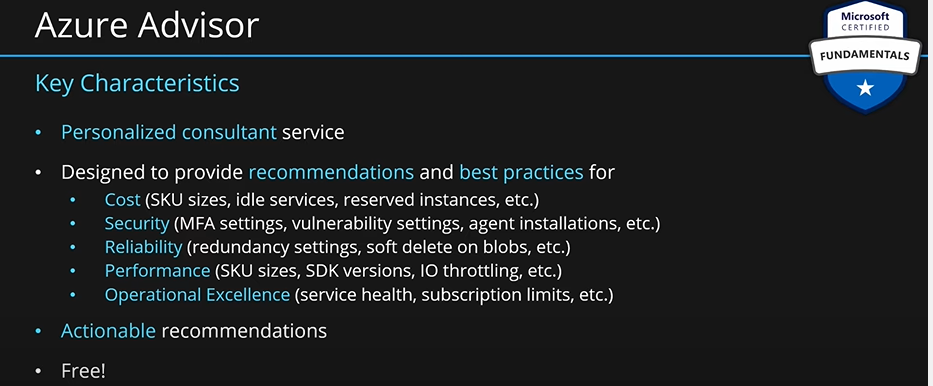 Azure Advisor
Microsoft
CERTIFIED
FUNDAMENTALS
Key Characteristics
• Personalized consultant service
• Designed to provide recommendations and best practices for
• Cost (SKU sizes, idle services, reserved instances, etc.)
• Security (MFA settings, vulnerability settings, agent installations, etc.)
• Reliability (redundancy settings, soft delete on blobs, etc.)
• Performance (SKU sizes, SDK versions, IO throttling, etc.)
• Operational Excellence (service health, subscription limits, etc.)
• Actionable recommendations
• Free!